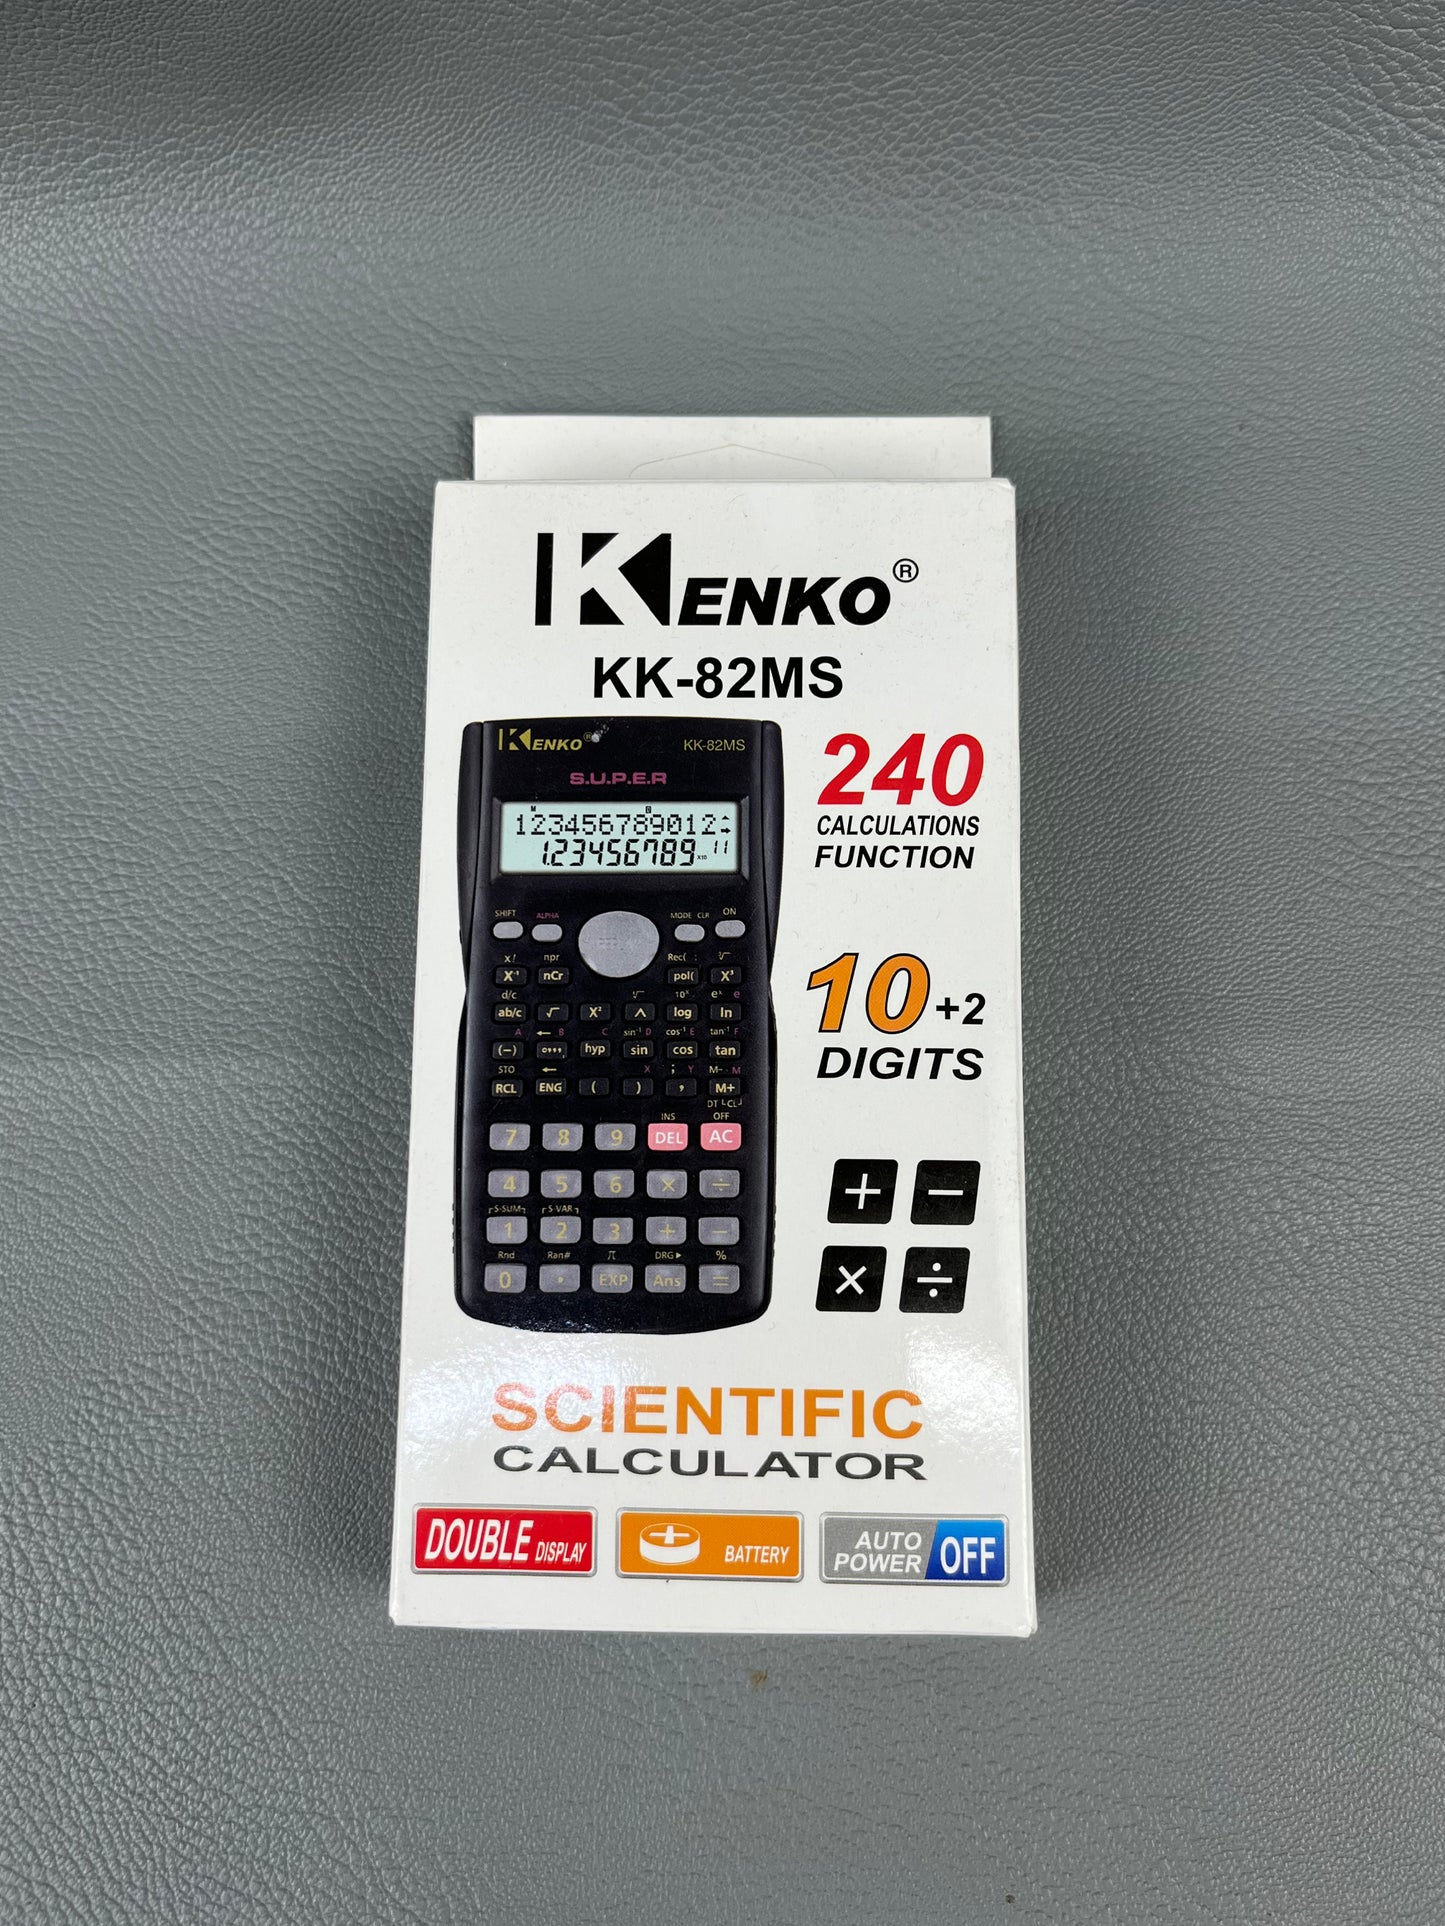 KENKO®
KK-82MS
KENKO®
KK-82MS
S.U.P.E.R
M D
123456789012
1.23456789 x10 11
SHIFT ALPHA MODE CLR ON
x! npr Rec( : ³√
X⁻¹ nCr pol( X³
d/c ˣ√ 10ˣ eˣ e
ab/c √ X² ^ log ln
A ← B C sin⁻¹ D cos⁻¹ E tan⁻¹ F
(−) o,,, hyp sin cos tan
STO ← X ; Y M- M
RCL ENG ( ) , M+
DT CL
INS OFF
7 8 9 DEL AC
4 5 6 × ÷
S-SUM S-VAR
1 2 3 + −
Rnd Ran# π DRG▶ %
0 . EXP Ans =
240
CALCULATIONS
FUNCTION
10+2
DIGITS
+ −
× ÷
SCIENTIFIC
CALCULATOR
DOUBLE DISPLAY
BATTERY
AUTO
POWER OFF